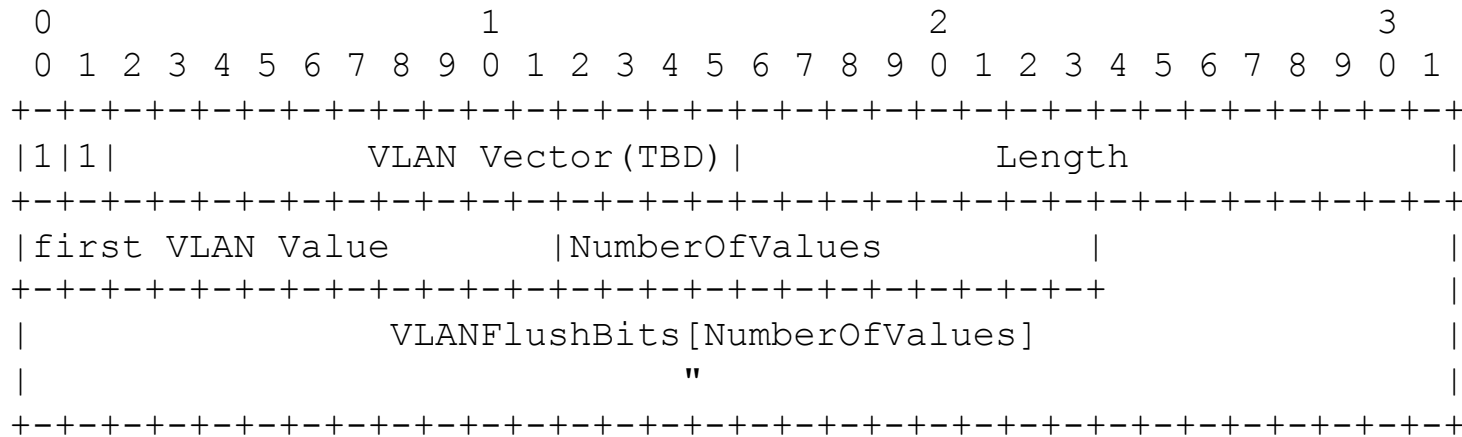 0                   1                   2                   3
 0 1 2 3 4 5 6 7 8 9 0 1 2 3 4 5 6 7 8 9 0 1 2 3 4 5 6 7 8 9 0 1
+-+-+-+-+-+-+-+-+-+-+-+-+-+-+-+-+-+-+-+-+-+-+-+-+-+-+-+-+-+-+-+-+
|1|1|           VLAN Vector(TBD)|           Length              |
+-+-+-+-+-+-+-+-+-+-+-+-+-+-+-+-+-+-+-+-+-+-+-+-+-+-+-+-+-+-+-+-+
|first VLAN Value       |NumberOfValues         |               |
+-+-+-+-+-+-+-+-+-+-+-+-+-+-+-+-+-+-+-+-+-+-+-+-+               |
|                VLANFlushBits[NumberOfValues]                  |
|                             "                                 |
+-+-+-+-+-+-+-+-+-+-+-+-+-+-+-+-+-+-+-+-+-+-+-+-+-+-+-+-+-+-+-+-+